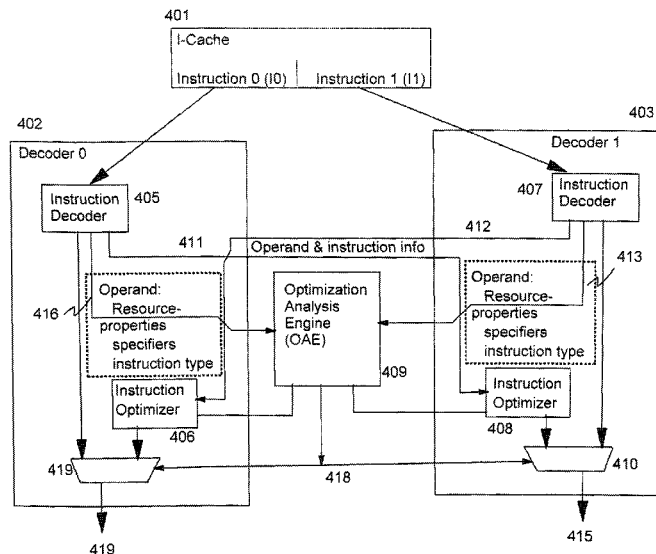 401
I-Cache
Instruction 0 (I0)
Instruction 1 (I1)
402
403
Decoder 0
Decoder 1
Instruction
Decoder
405
407
Instruction
Decoder
412
411
Operand & instruction info
413
416
Operand:
Resource-
properties
specifiers
instruction type
Optimization
Analysis
Engine
(OAE)
409
Operand:
Resource-
properties
specifiers
instruction type
Instruction
Optimizer
406
Instruction
Optimizer
408
419
418
410
419
415